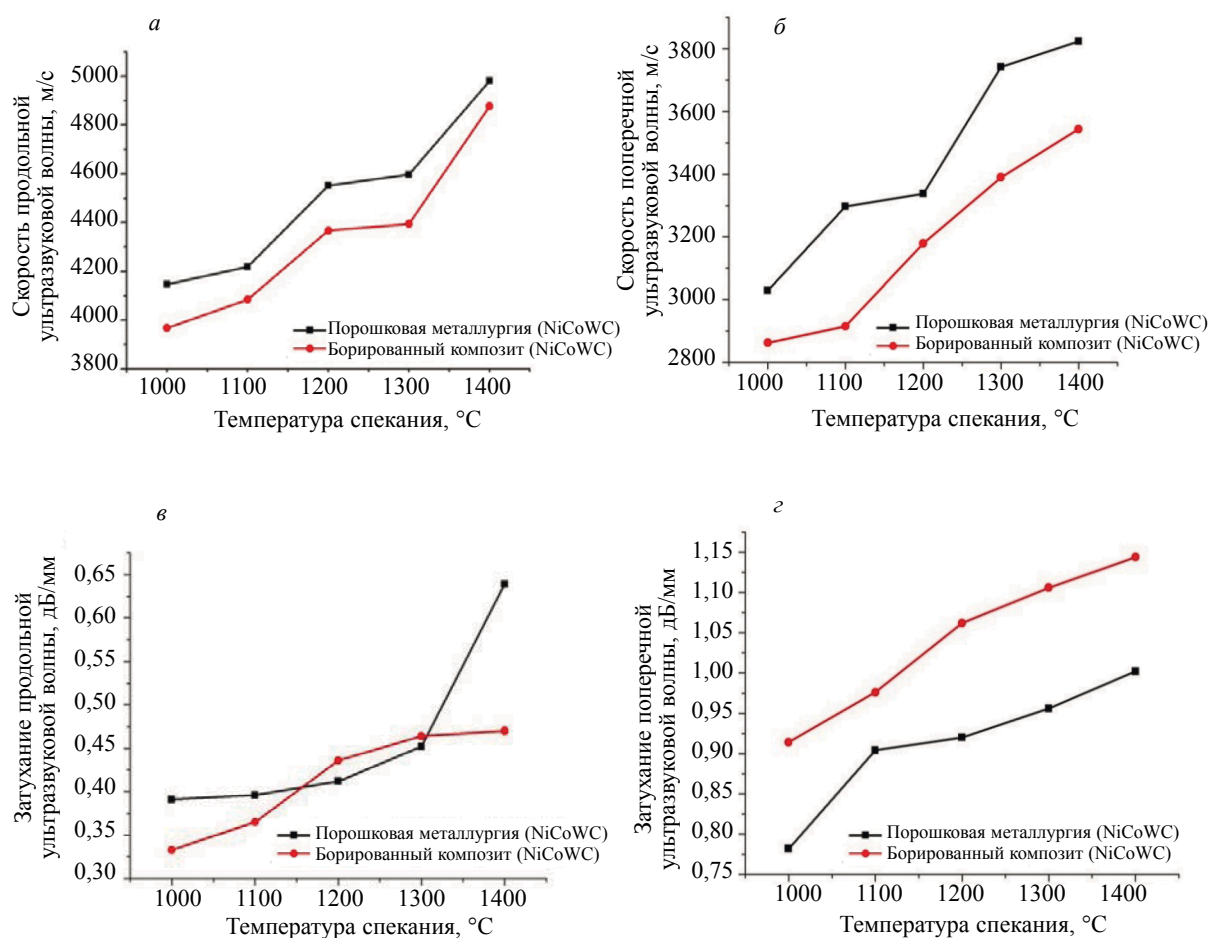 а
Скорость продольной
ультразвуковой волны, м/с
5000
4800
4600
4400
4200
4000
3800
Порошковая металлургия (NiCoWC)
Борированный композит (NiCoWC)
1000 1100 1200 1300 1400
Температура спекания, °C
б
Скорость поперечной
ультразвуковой волны, м/с
3800
3600
3400
3200
3000
2800
Порошковая металлургия (NiCoWC)
Борированный композит (NiCoWC)
1000 1100 1200 1300 1400
Температура спекания, °C
в
Затухание продольной
ультразвуковой волны, дБ/мм
0,65
0,60
0,55
0,50
0,45
0,40
0,35
0,30
Порошковая металлургия (NiCoWC)
Борированный композит (NiCoWC)
1000 1100 1200 1300 1400
Температура спекания, °C
г
Затухание поперечной
ультразвуковой волны, дБ/мм
1,15
1,10
1,05
1,00
0,95
0,90
0,85
0,80
0,75
Порошковая металлургия (NiCoWC)
Борированный композит (NiCoWC)
1000 1100 1200 1300 1400
Температура спекания, °C